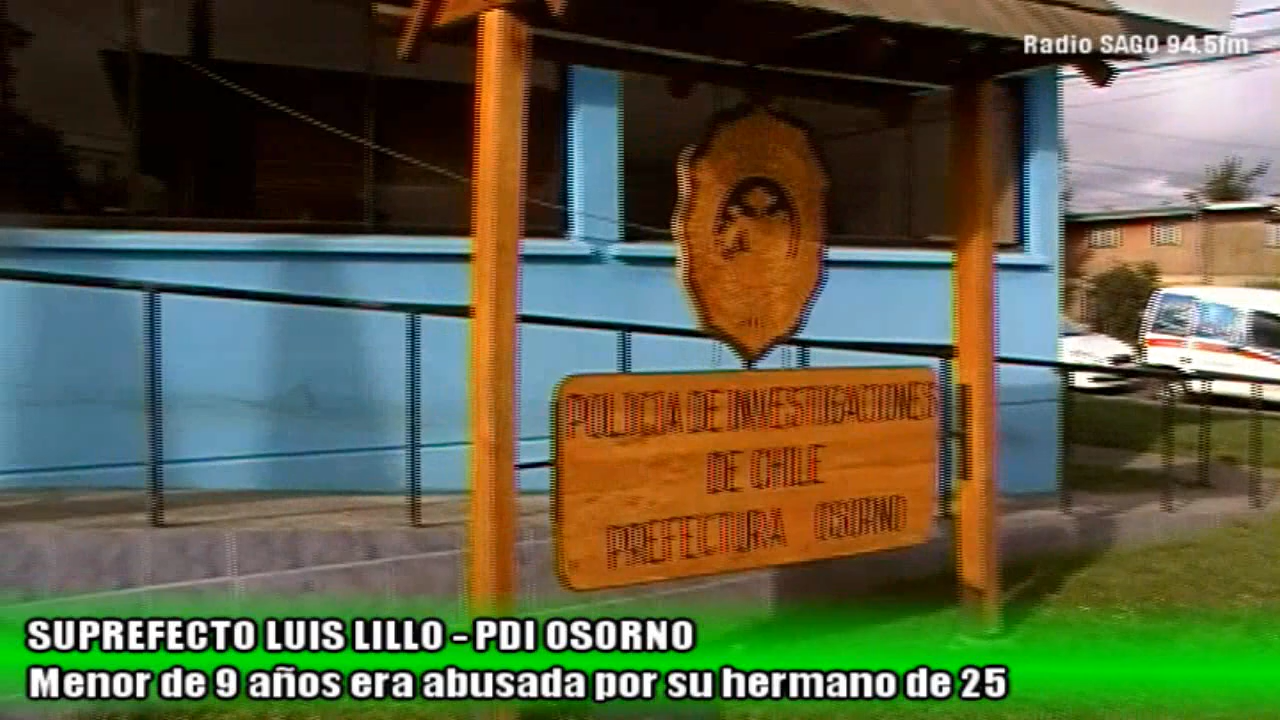 Radio SAGO 94.5fm
POLICIA DE INVESTIGACIONES
DE CHILE
PREFECTURA OSORNO
SUPREFECTO LUIS LILLO - PDI OSORNO
Menor de 9 años era abusada por su hermano de 25